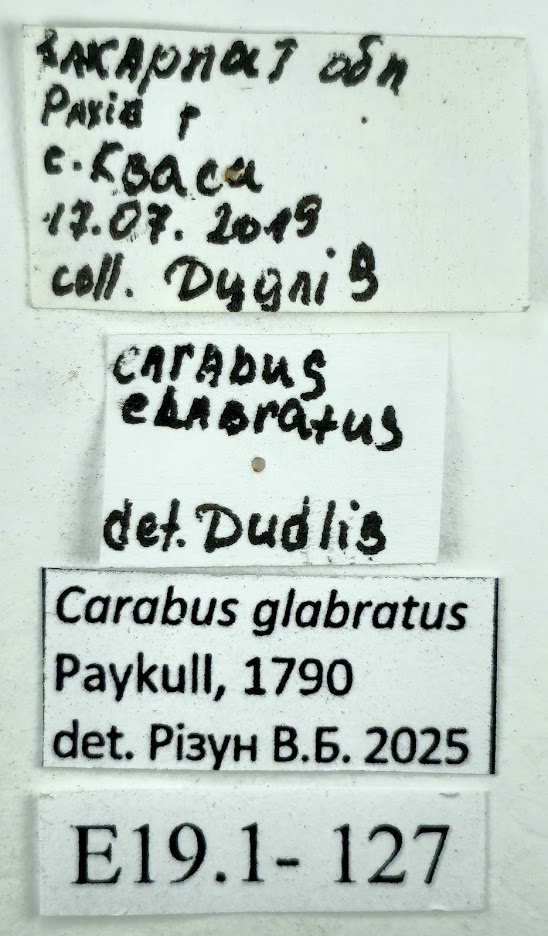 Закарпат обл
Рахів р
с. Кваси
17.07.2019
coll. Дудлі В
Carabus
glabratus
det. Dudlis
Carabus glabratus
Paykull, 1790
det. Різун В.Б. 2025
E19.1- 127